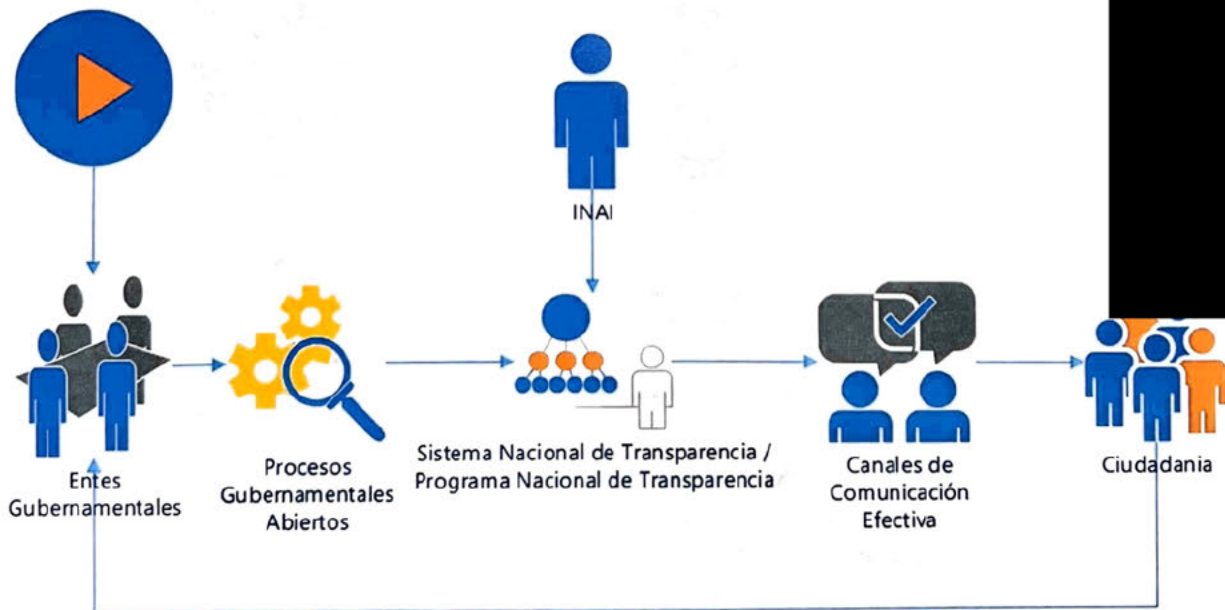 INAI
Entes
Gubernamentales
Procesos
Gubernamentales
Abiertos
Sistema Nacional de Transparencia /
Programa Nacional de Transparencia
Canales de
Comunicación
Efectiva
Ciudadania